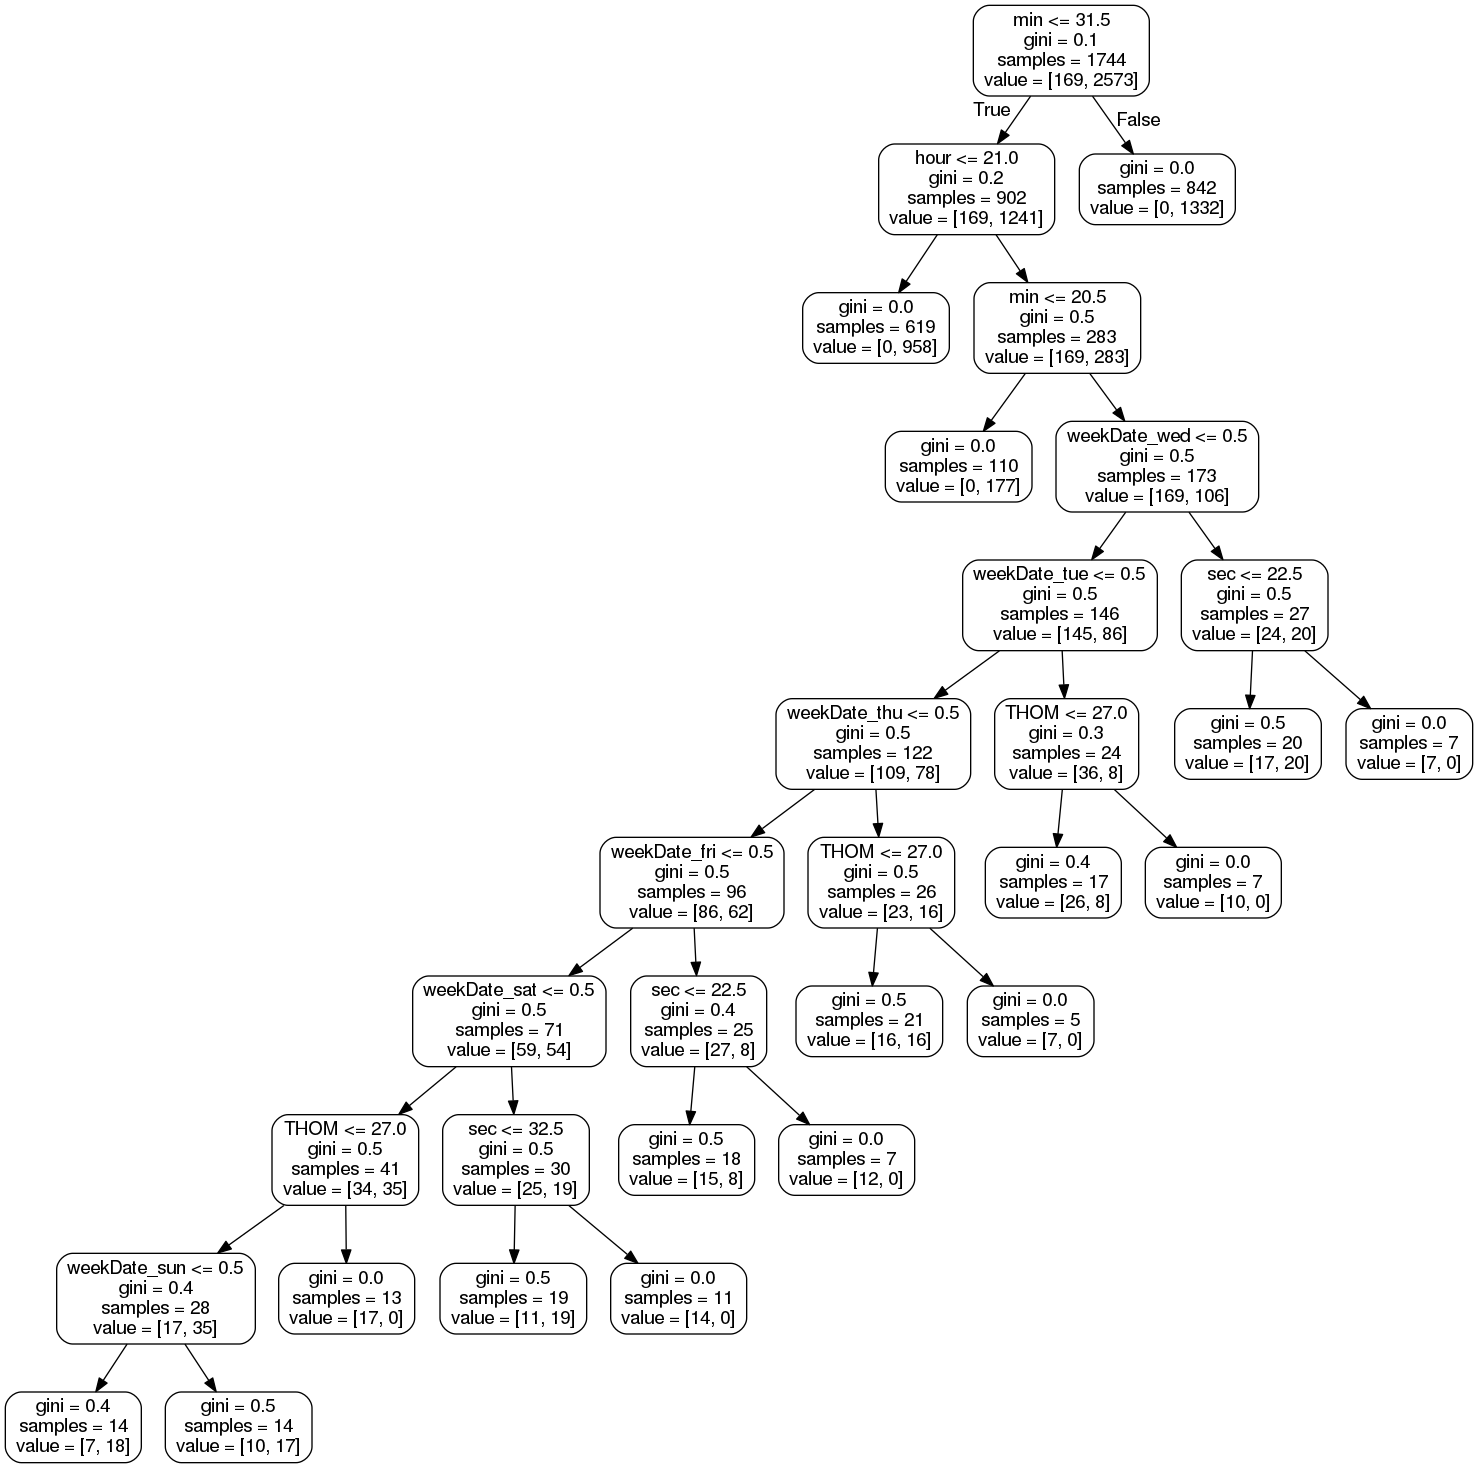 min <= 31.5
gini = 0.1
samples = 1744
value = [169, 2573]
True
False
hour <= 21.0
gini = 0.2
samples = 902
value = [169, 1241]
gini = 0.0
samples = 842
value = [0, 1332]
gini = 0.0
samples = 619
value = [0, 958]
min <= 20.5
gini = 0.5
samples = 283
value = [169, 283]
gini = 0.0
samples = 110
value = [0, 177]
weekDate_wed <= 0.5
gini = 0.5
samples = 173
value = [169, 106]
weekDate_tue <= 0.5
gini = 0.5
samples = 146
value = [145, 86]
sec <= 22.5
gini = 0.5
samples = 27
value = [24, 20]
weekDate_thu <= 0.5
gini = 0.5
samples = 122
value = [109, 78]
THOM <= 27.0
gini = 0.3
samples = 24
value = [36, 8]
gini = 0.5
samples = 20
value = [17, 20]
gini = 0.0
samples = 7
value = [7, 0]
weekDate_fri <= 0.5
gini = 0.5
samples = 96
value = [86, 62]
THOM <= 27.0
gini = 0.5
samples = 26
value = [23, 16]
gini = 0.4
samples = 17
value = [26, 8]
gini = 0.0
samples = 7
value = [10, 0]
weekDate_sat <= 0.5
gini = 0.5
samples = 71
value = [59, 54]
sec <= 22.5
gini = 0.4
samples = 25
value = [27, 8]
gini = 0.5
samples = 21
value = [16, 16]
gini = 0.0
samples = 5
value = [7, 0]
THOM <= 27.0
gini = 0.5
samples = 41
value = [34, 35]
sec <= 32.5
gini = 0.5
samples = 30
value = [25, 19]
gini = 0.5
samples = 18
value = [15, 8]
gini = 0.0
samples = 7
value = [12, 0]
weekDate_sun <= 0.5
gini = 0.4
samples = 28
value = [17, 35]
gini = 0.0
samples = 13
value = [17, 0]
gini = 0.5
samples = 19
value = [11, 19]
gini = 0.0
samples = 11
value = [14, 0]
gini = 0.4
samples = 14
value = [7, 18]
gini = 0.5
samples = 14
value = [10, 17]